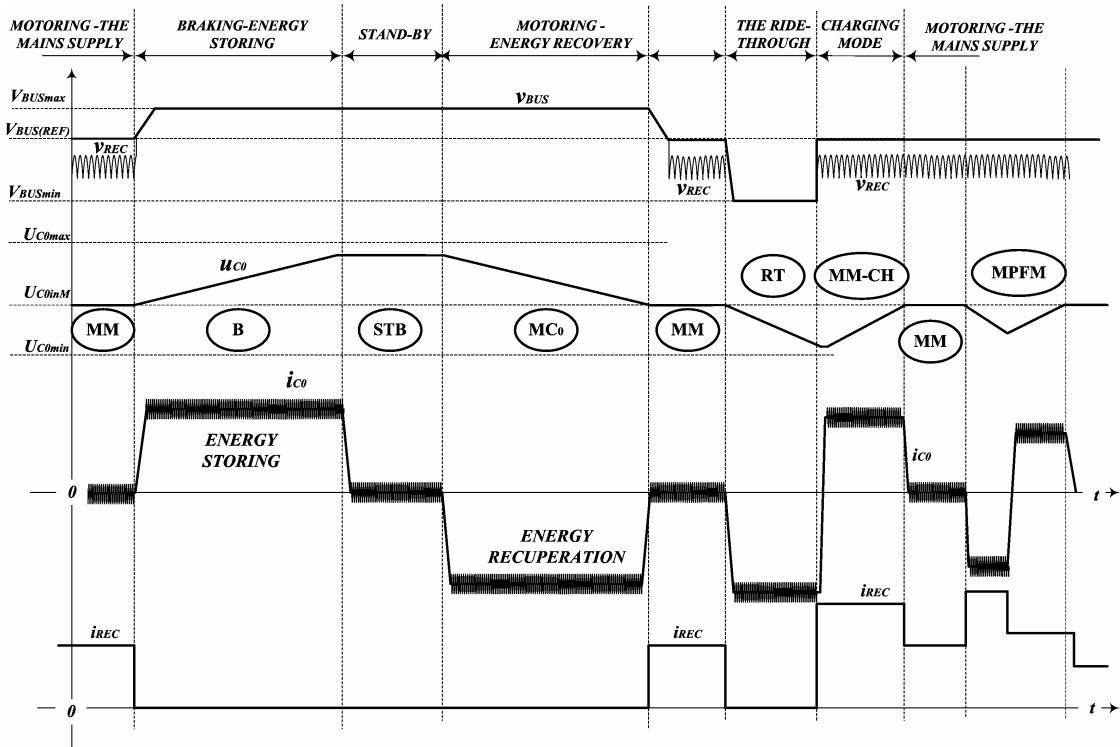 MOTORING -THE
MAINS SUPPLY
BRAKING-ENERGY
STORING
STAND-BY
MOTORING -
ENERGY RECOVERY
THE RIDE-
THROUGH
CHARGING
MODE
MOTORING -THE
MAINS SUPPLY
VBUSmax
vBUS
VBUS(REF)
vREC
vREC
vREC
VBUSmin
UC0max
uC0
RT
MM-CH
MPFM
UC0inM
MM
B
STB
MC0
MM
MM
UC0min
iC0
ENERGY
STORING
iC0
0
t
ENERGY
RECUPERATION
iREC
iREC
iREC
0
t